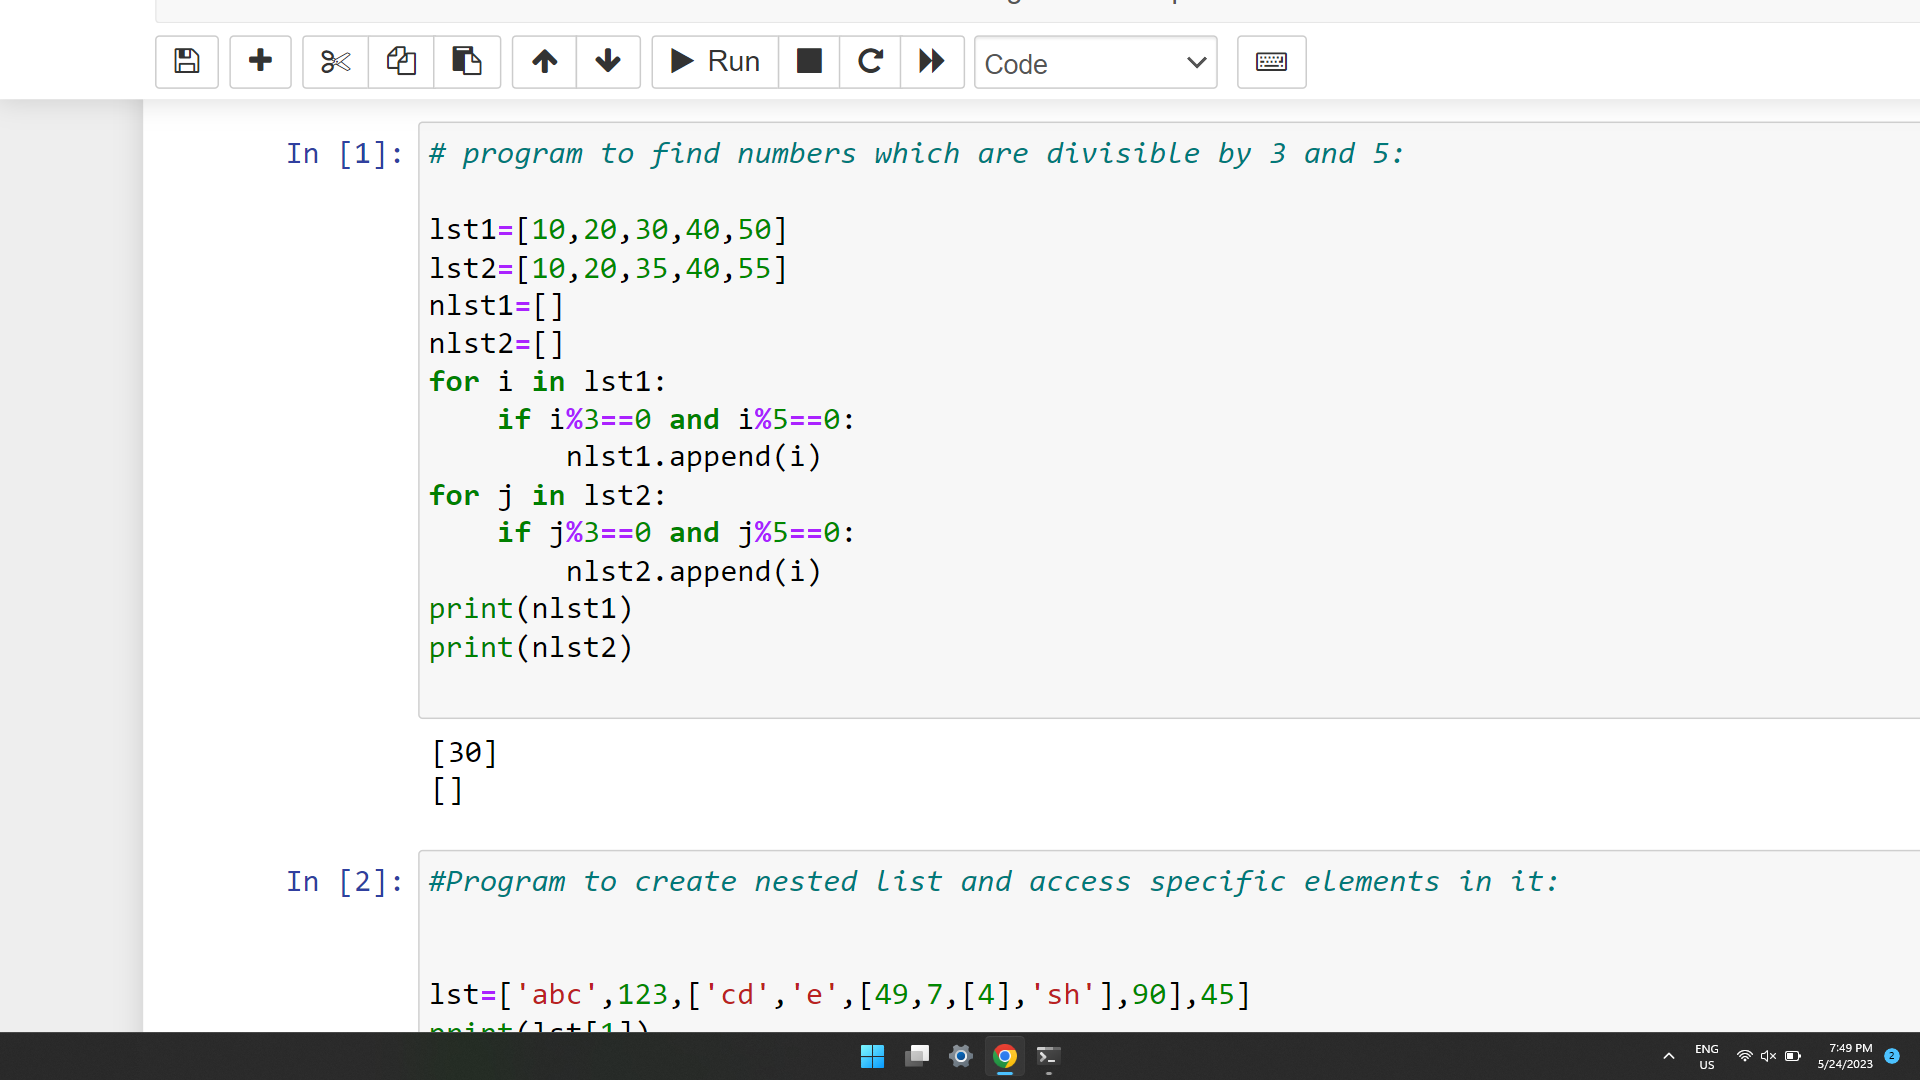 Run
Code
In [1]:
# program to find numbers which are divisible by 3 and 5:
lst1=[10,20,30,40,50]
lst2=[10,20,35,40,55]
nlst1=[]
nlst2=[]
for i in lst1:
    if i%3==0 and i%5==0:
        nlst1.append(i)
for j in lst2:
    if j%3==0 and j%5==0:
        nlst2.append(i)
print(nlst1)
print(nlst2)
[30]
[]
In [2]:
#Program to create nested list and access specific elements in it:
lst=['abc',123,['cd','e',[49,7,[4],'sh'],90],45]
print(lst[1])
ENG
US
7:49 PM
5/24/2023
2